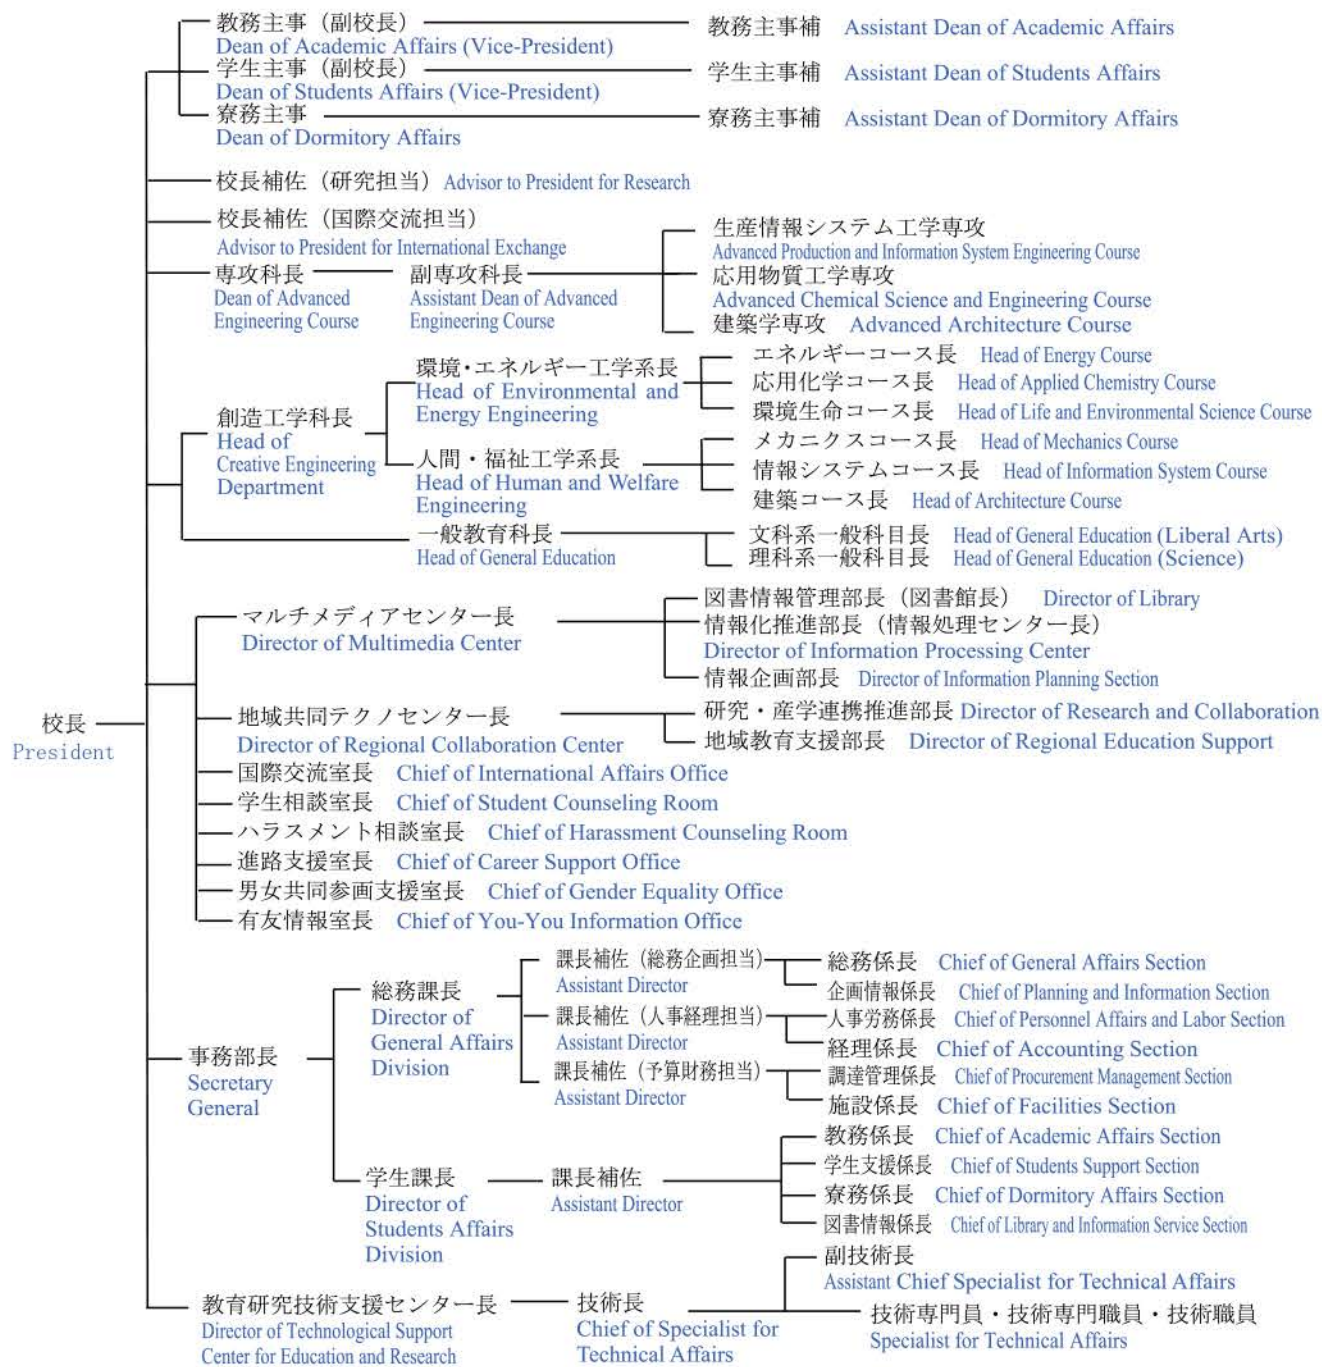 教務主事（副校長） 教務主事補 Assistant Dean of Academic Affairs
Dean of Academic Affairs (Vice-President)
学生主事（副校長） 学生主事補 Assistant Dean of Students Affairs
Dean of Students Affairs (Vice-President)
寮務主事 寮務主事補 Assistant Dean of Dormitory Affairs
Dean of Dormitory Affairs
校長補佐（研究担当） Advisor to President for Research
校長補佐（国際交流担当）
Advisor to President for International Exchange
専攻科長
Dean of Advanced
Engineering Course
副専攻科長
Assistant Dean of Advanced
Engineering Course
生産情報システム工学専攻
Advanced Production and Information System Engineering Course
応用物質工学専攻
Advanced Chemical Science and Engineering Course
建築学専攻 Advanced Architecture Course
創造工学科長
Head of
Creative Engineering
Department
環境・エネルギー工学系長
Head of Environmental and
Energy Engineering
エネルギーコース長 Head of Energy Course
応用化学コース長 Head of Applied Chemistry Course
環境生命コース長 Head of Life and Environmental Science Course
人間・福祉工学系長
Head of Human and Welfare
Engineering
メカニクスコース長 Head of Mechanics Course
情報システムコース長 Head of Information System Course
建築コース長 Head of Architecture Course
一般教育科長
Head of General Education
文科系一般科目長 Head of General Education (Liberal Arts)
理科系一般科目長 Head of General Education (Science)
校長
President
マルチメディアセンター長
Director of Multimedia Center
図書情報管理部長（図書館長） Director of Library
情報化推進部長（情報処理センター長）
Director of Information Processing Center
情報企画部長 Director of Information Planning Section
地域共同テクノセンター長
Director of Regional Collaboration Center
研究・産学連携推進部長 Director of Research and Collaboration
地域教育支援部長 Director of Regional Education Support
国際交流室長 Chief of International Affairs Office
学生相談室長 Chief of Student Counseling Room
ハラスメント相談室長 Chief of Harassment Counseling Room
進路支援室長 Chief of Career Support Office
男女共同参画支援室長 Chief of Gender Equality Office
有友情報室長 Chief of You-You Information Office
事務部長
Secretary
General
総務課長
Director of
General Affairs
Division
課長補佐（総務企画担当）
Assistant Director
総務係長 Chief of General Affairs Section
企画情報係長 Chief of Planning and Information Section
課長補佐（人事経理担当）
Assistant Director
人事労務係長 Chief of Personnel Affairs and Labor Section
経理係長 Chief of Accounting Section
課長補佐（予算財務担当）
Assistant Director
調達管理係長 Chief of Procurement Management Section
施設係長 Chief of Facilities Section
学生課長
Director of
Students Affairs
Division
課長補佐
Assistant Director
教務係長 Chief of Academic Affairs Section
学生支援係長 Chief of Students Support Section
寮務係長 Chief of Dormitory Affairs Section
図書情報係長 Chief of Library and Information Service Section
教育研究技術支援センター長
Director of Technological Support
Center for Education and Research
技術長
Chief of Specialist for
Technical Affairs
副技術長
Assistant Chief Specialist for Technical Affairs
技術専門員・技術専門職員・技術職員
Specialist for Technical Affairs